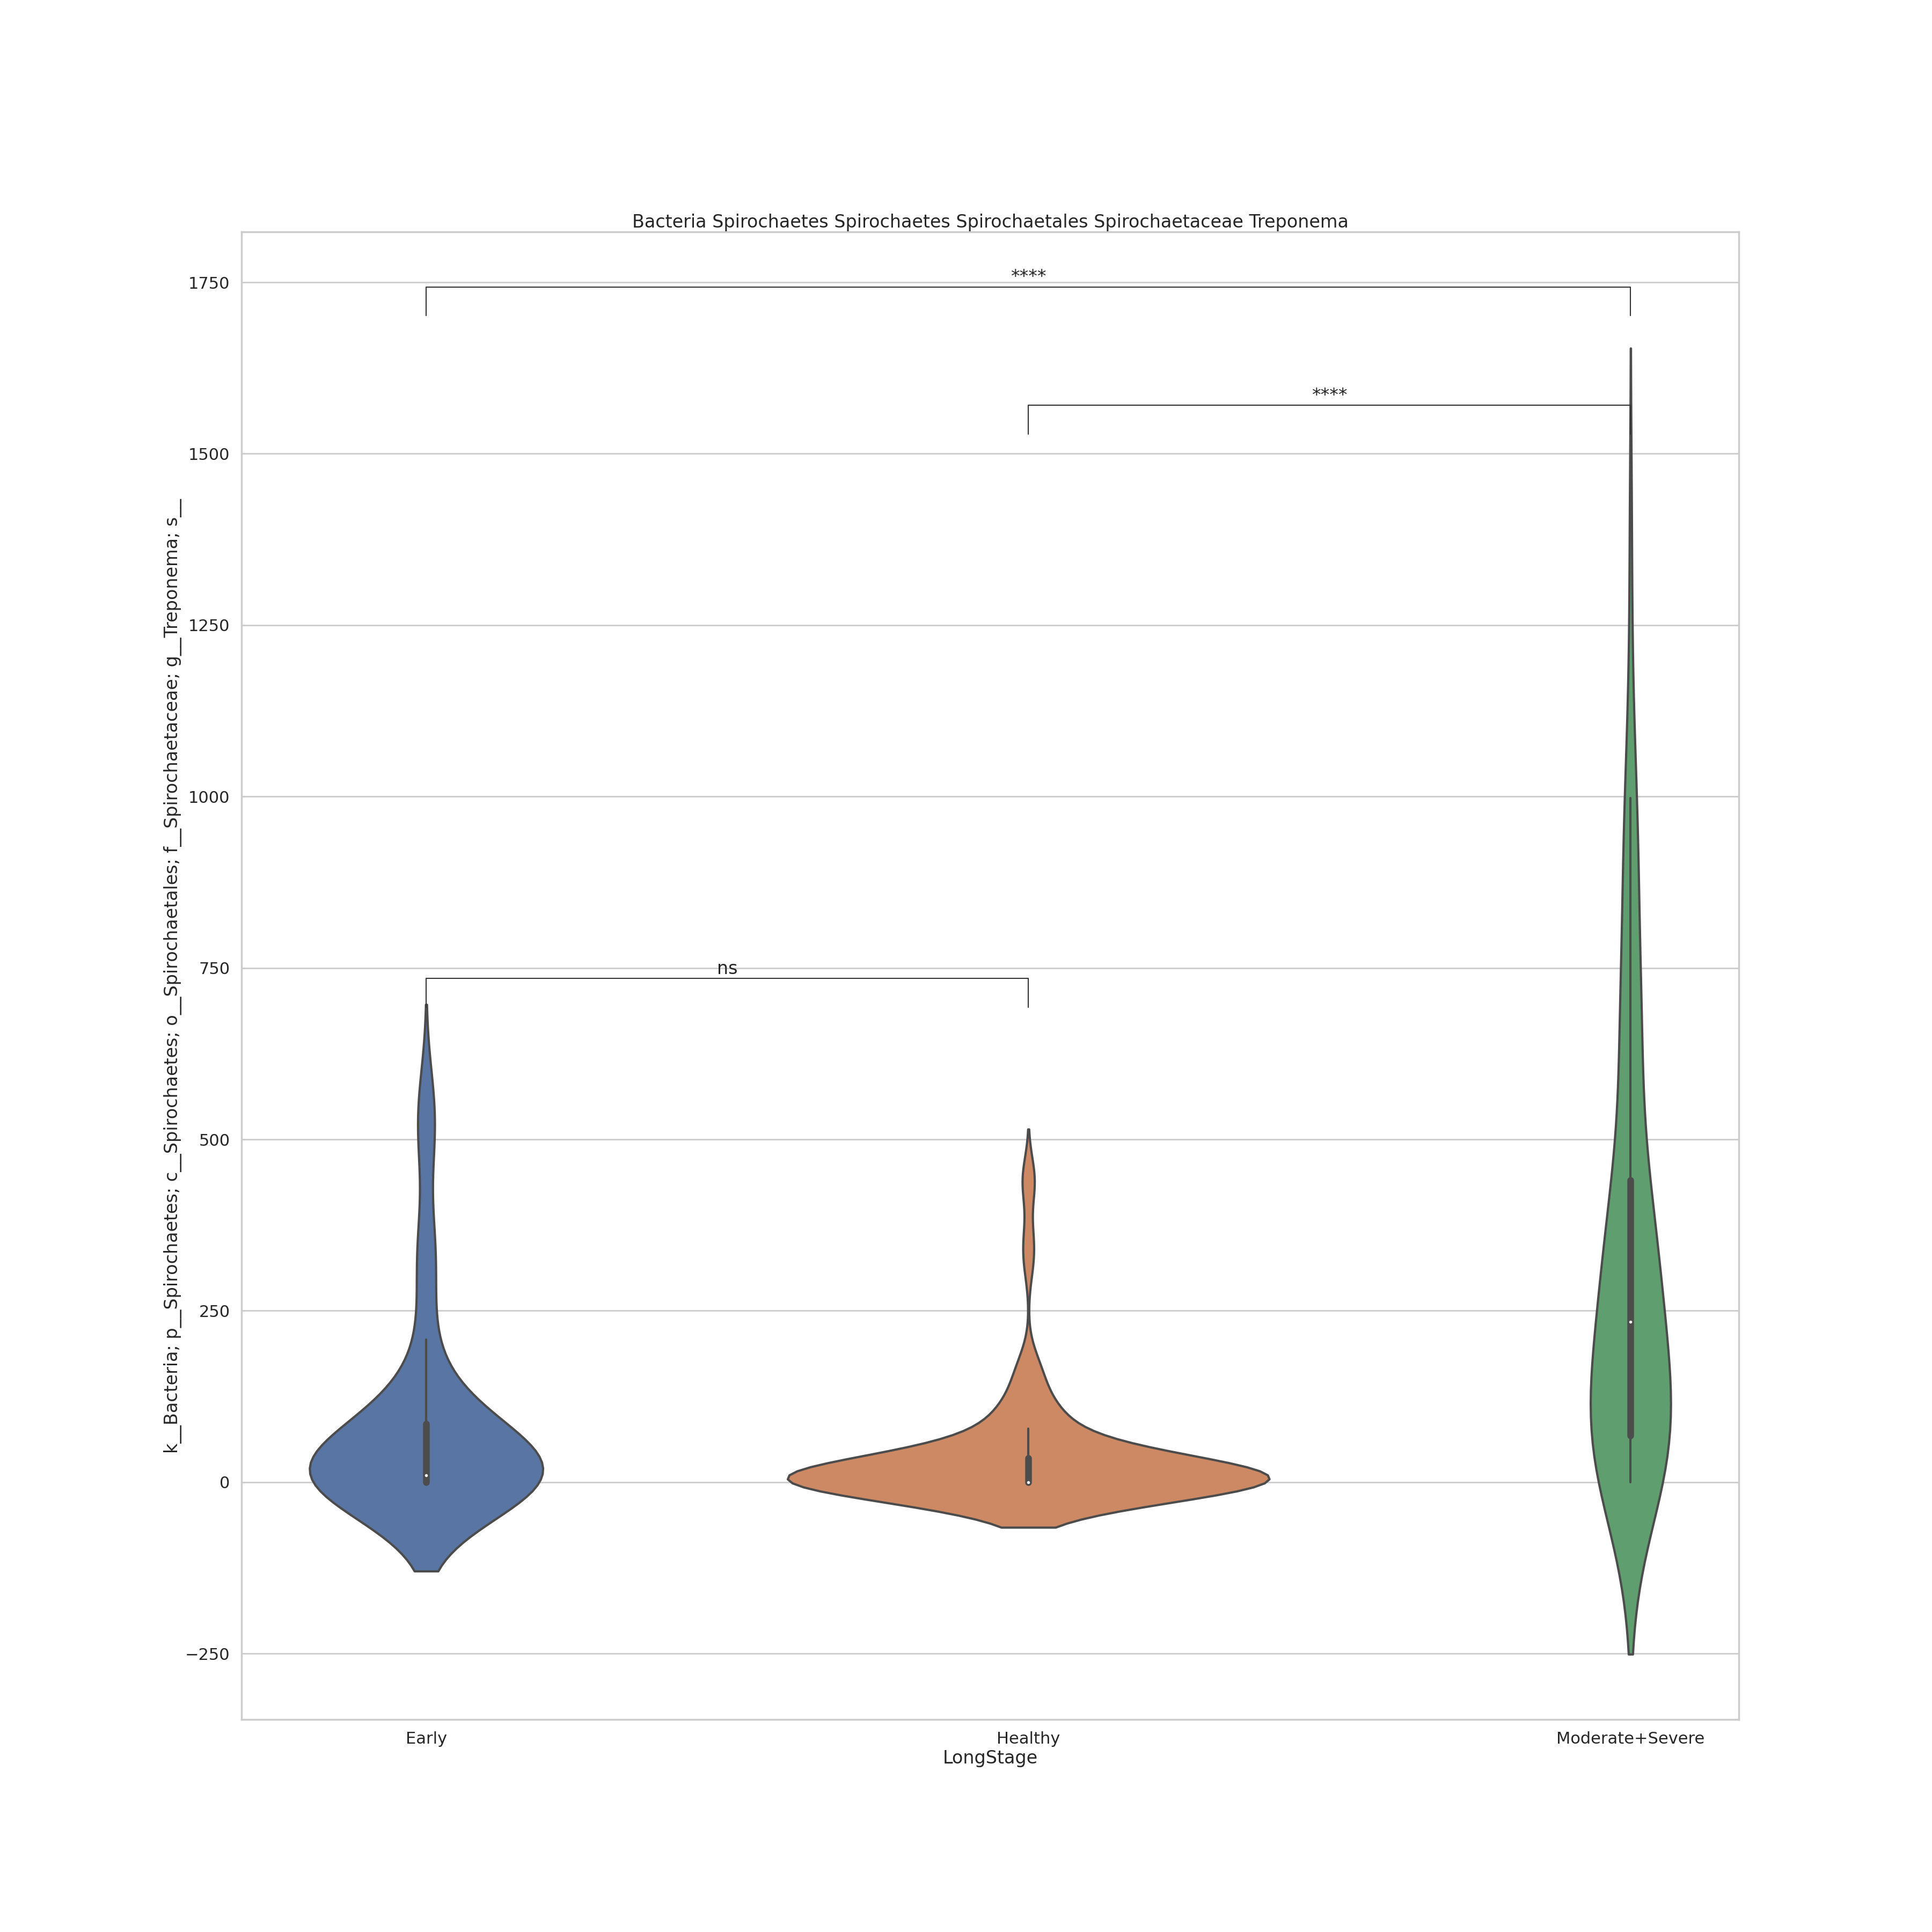 Bacteria Spirochaetes Spirochaetes Spirochaetales Spirochaetaceae Treponema
k__Bacteria; p__Spirochaetes; c__Spirochaetes; o__Spirochaetales; f__Spirochaetaceae; g__Treponema; s__
1750
1500
1250
1000
750
500
250
0
−250
****
****
ns
Early
Healthy
Moderate+Severe
LongStage